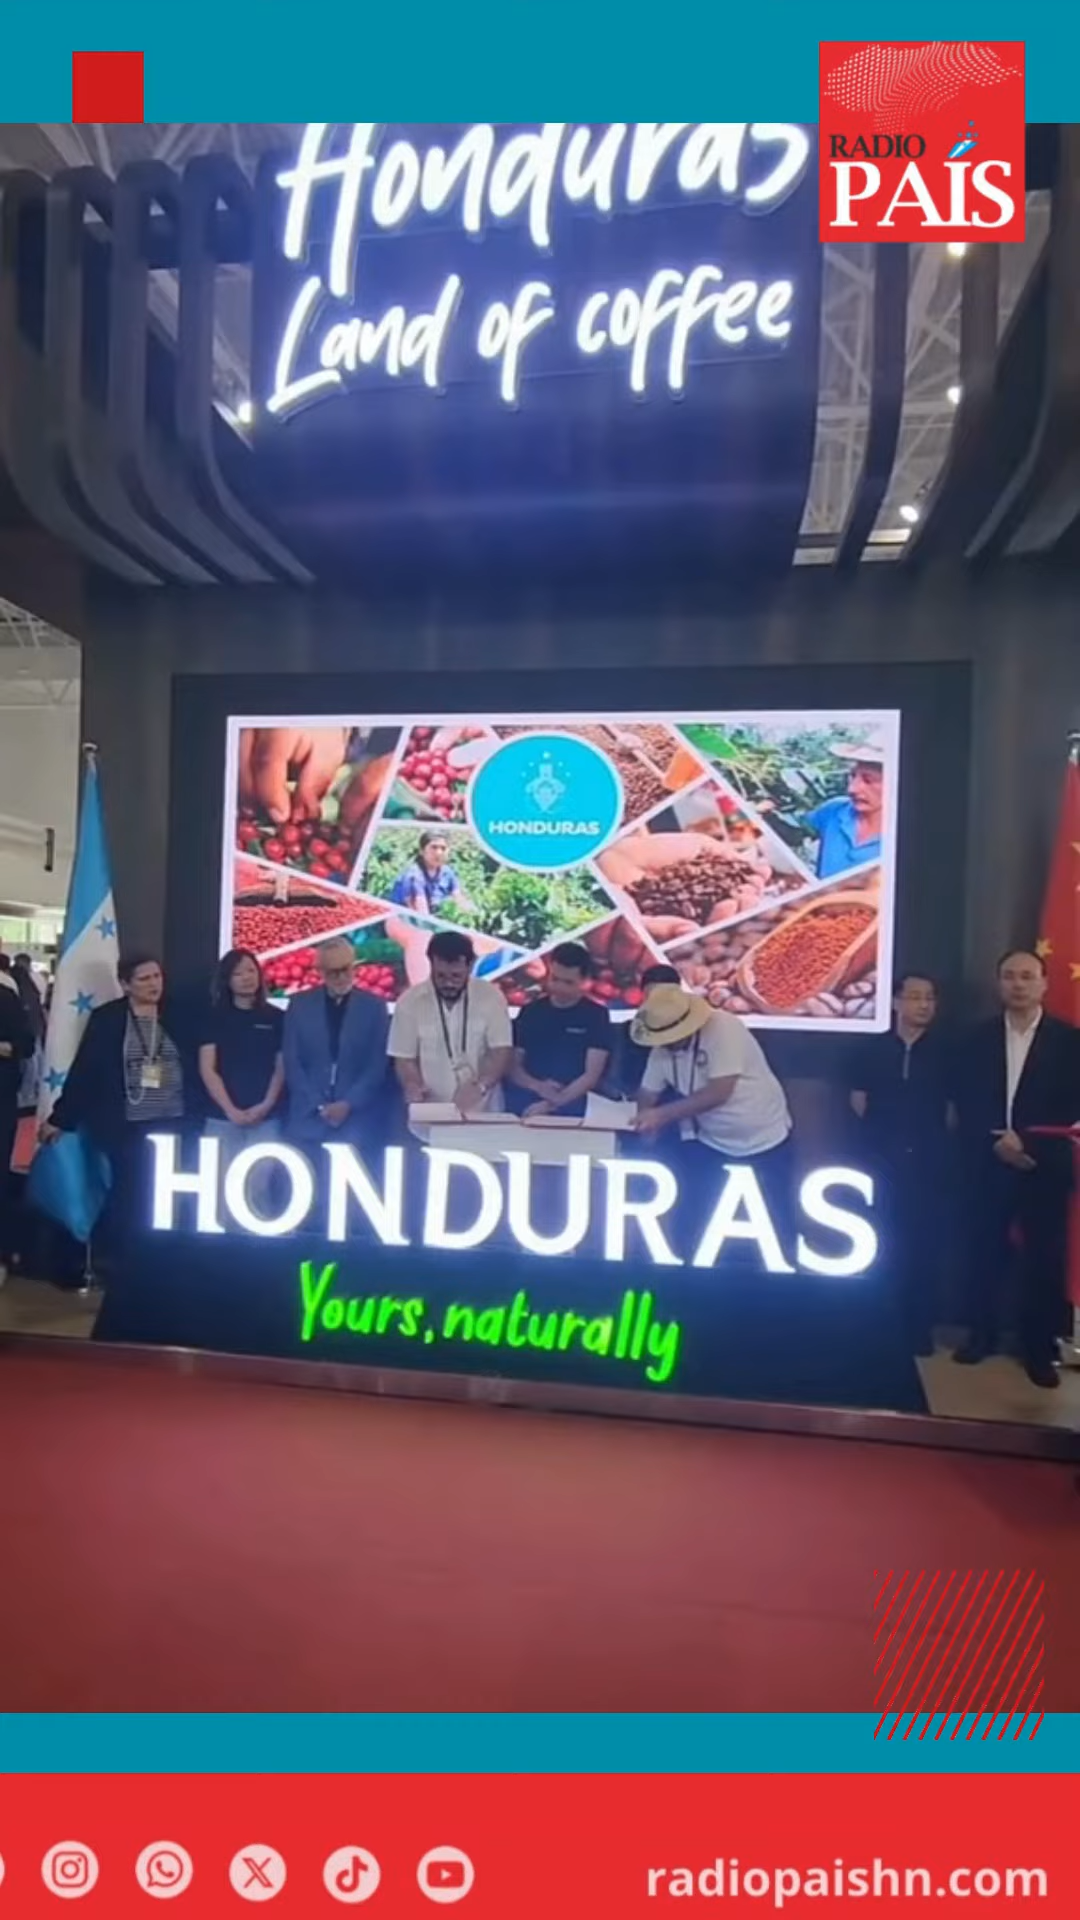 RADIO
PAÍS
Honduras
Land of coffee
HONDURAS
HONDURAS
Yours, naturally
radiopaishn.com